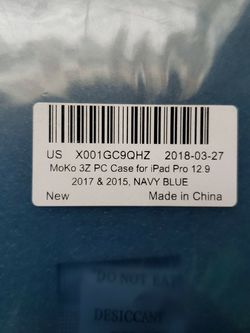 US X001GC9QHZ 2018-03-27
MoKo 3Z PC Case for iPad Pro 12.9
2017 & 2015, NAVY BLUE
New Made in China
DO NOT EAT
DESICCANT